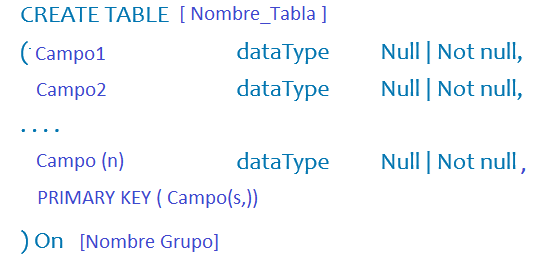 CREATE TABLE [ Nombre_Tabla ]
( Campo1 dataType Null | Not null,
Campo2 dataType Null | Not null,
. . . .
Campo (n) dataType Null | Not null ,
PRIMARY KEY ( Campo(s,))
) On [Nombre Grupo]